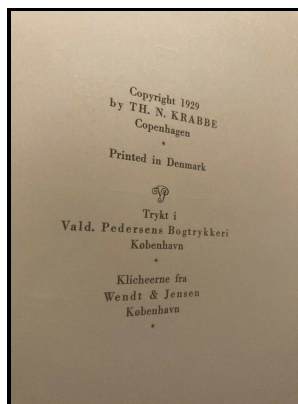 Copyright 1929
by TH. N. KRABBE
Copenhagen
Printed in Denmark
VP
Trykt i
Vald. Pedersens Bogtrykkeri
København
Klicheerne fra
Wendt & Jensen
København